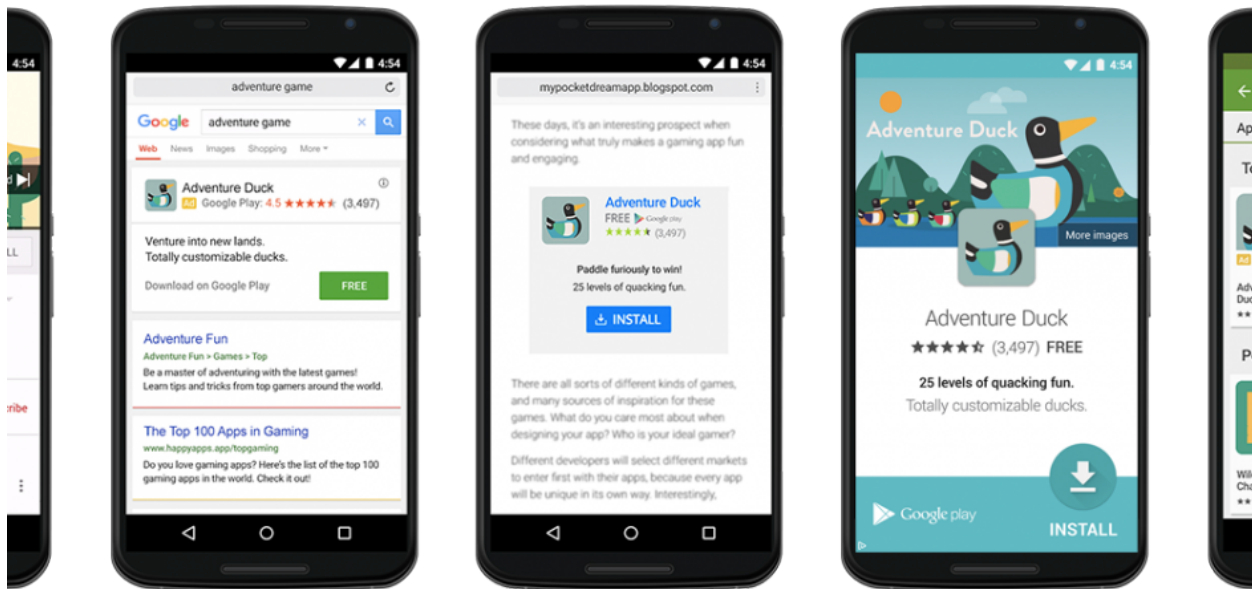 4:54
LL
cribe
4:54
adventure game
Google adventure game
Web News Images Shopping More
Adventure Duck
Ad Google Play: 4.5 (3,497)
Venture into new lands.
Totally customizable ducks.
Download on Google Play FREE
Adventure Fun
Adventure Fun > Games > Top
Be a master of adventuring with the latest games!
Learn tips and tricks from top gamers around the world.
The Top 100 Apps in Gaming
www.happyapps.app/topgaming
Do you love gaming apps? Here's the list of the top 100
gaming apps in the world. Check it out!
4:54
mypocketdreamapp.blogspot.com
These days, it's an interesting prospect when
considering what truly makes a gaming app fun
and engaging.
Adventure Duck
FREE Google play
(3,497)
Paddle furiously to win!
25 levels of quacking fun.
INSTALL
There are all sorts of different kinds of games,
and many sources of inspiration for these
games. What do you care most about when
designing your app? Who is your ideal gamer?
Different developers will select different markets
to enter first with their apps, because every app
will be unique in its own way. Interestingly,
4:54
Adventure Duck
More images
Adventure Duck
(3,497) FREE
25 levels of quacking fun.
Totally customizable ducks.
Google play
INSTALL
Ap
To
Ad
Adv
Duc
Po
Wil
Cha